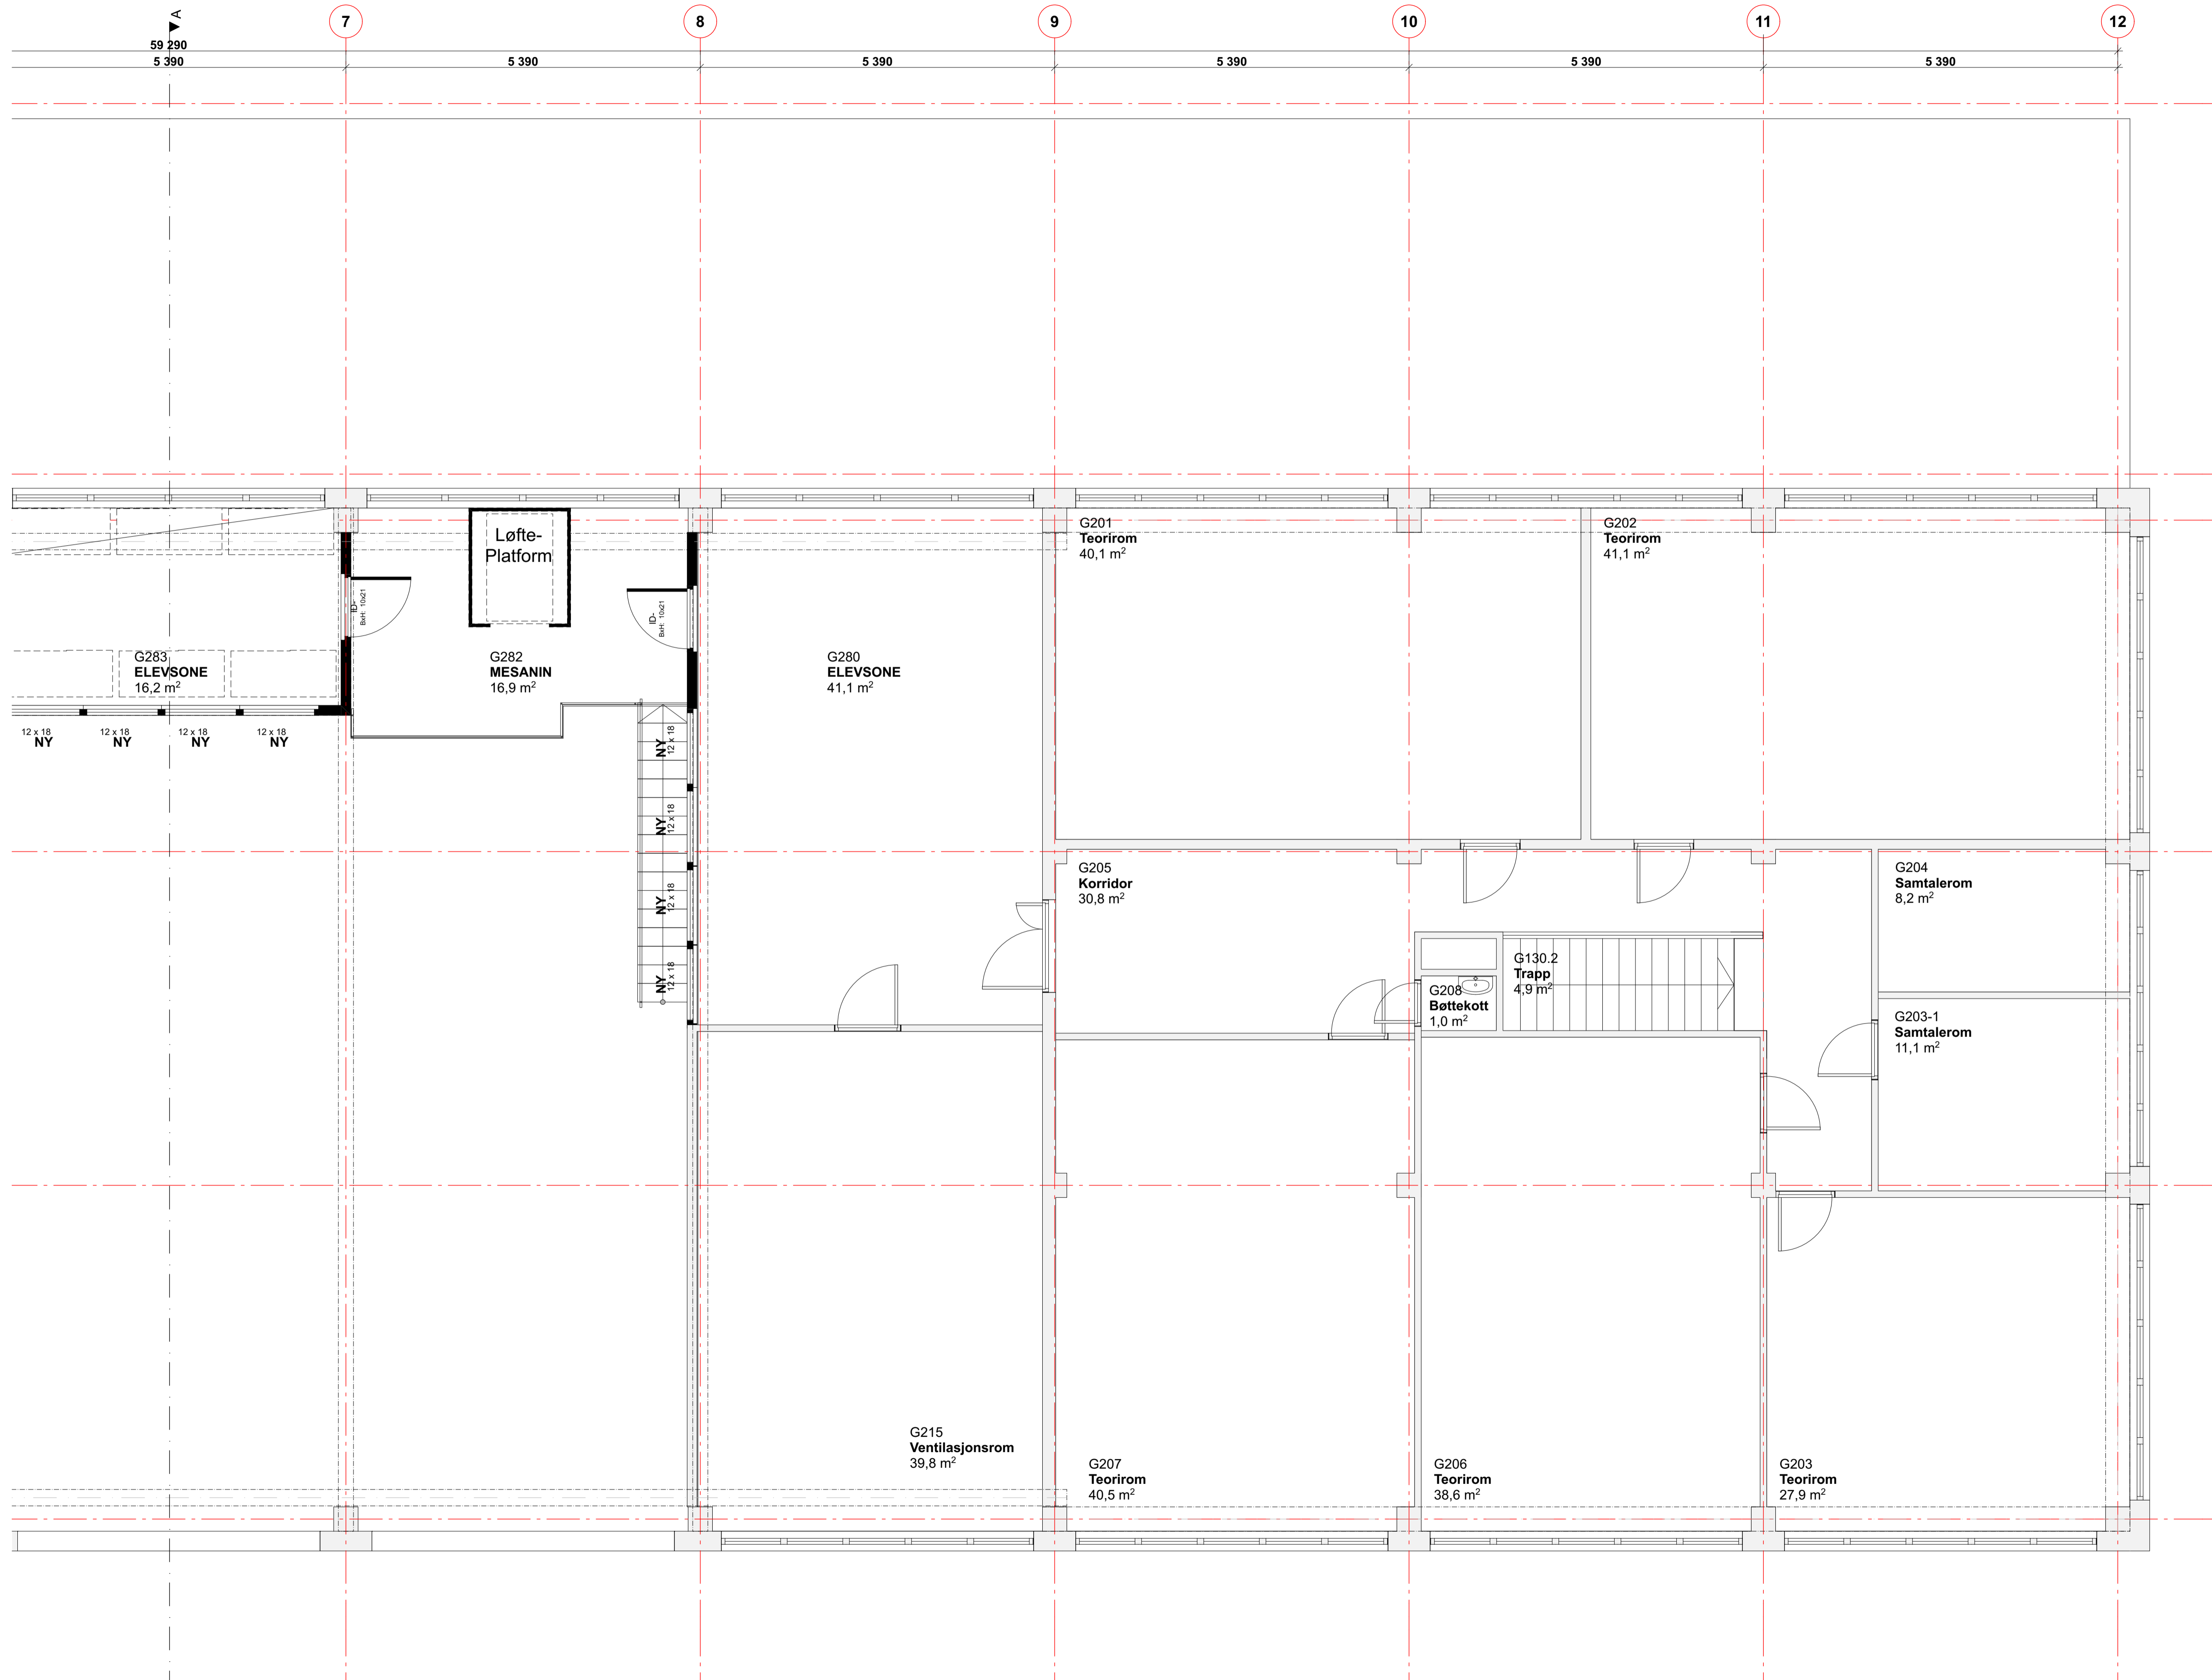 A
7
8
9
10
11
12
59 290
5 390
5 390
5 390
5 390
5 390
5 390
Løfte-
Platform
G201
Teorirom
40,1 m²
G202
Teorirom
41,1 m²
ID-
BxH: 10x21
ID-
BxH: 10x21
G283
ELEVSONE
16,2 m²
G282
MESANIN
16,9 m²
G280
ELEVSONE
41,1 m²
12 x 18
NY
12 x 18
NY
12 x 18
NY
12 x 18
NY
NY
12 x 18
NY
12 x 18
NY
12 x 18
NY
12 x 18
G205
Korridor
30,8 m²
G204
Samtalerom
8,2 m²
G130.2
Trapp
4,9 m²
G208
Bøttekott
1,0 m²
G203-1
Samtalerom
11,1 m²
G215
Ventilasjonsrom
39,8 m²
G207
Teorirom
40,5 m²
G206
Teorirom
38,6 m²
G203
Teorirom
27,9 m²